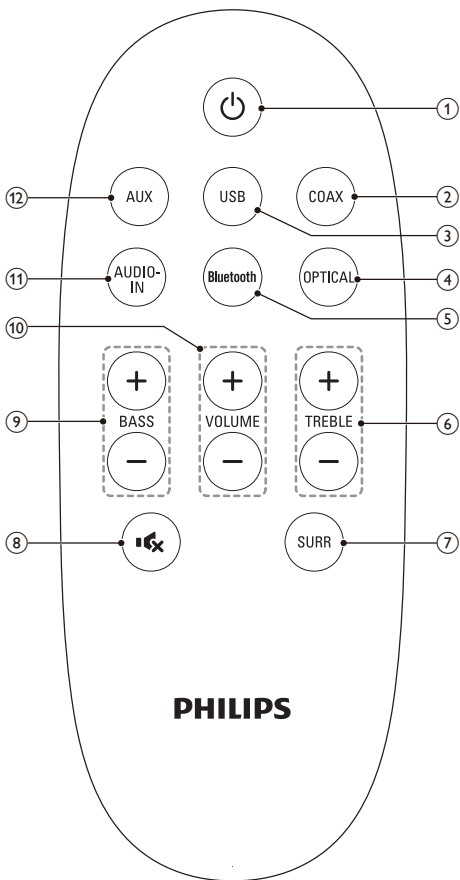 ①
⑫ AUX USB COAX ②
③
⑪ AUDIO-
IN Bluetooth OPTICAL ④
⑤
⑩
+ + +
⑨ BASS VOLUME TREBLE ⑥
− − −
⑧ SURR ⑦
PHILIPS